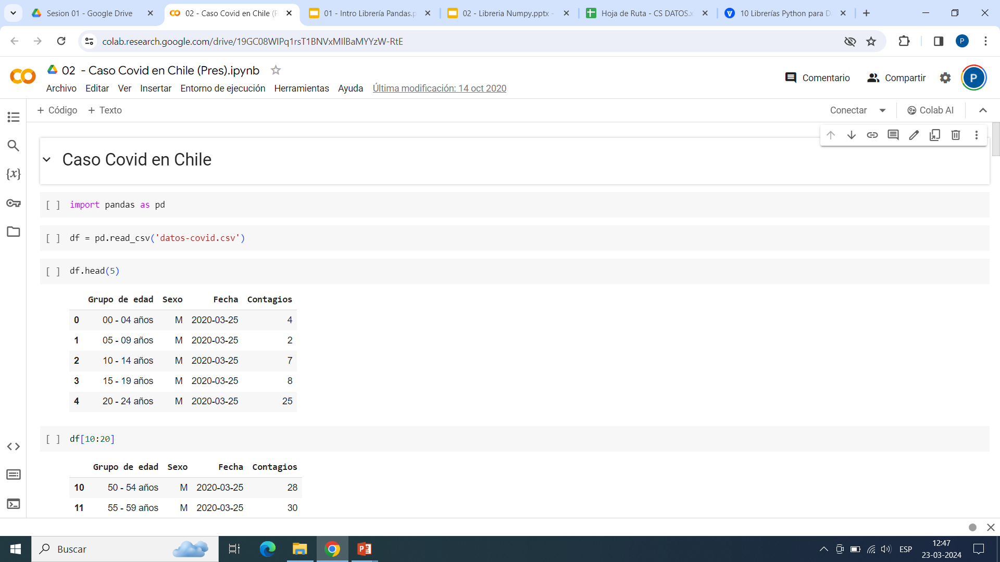 Sesion 01 - Google Drive
02 - Caso Covid en Chile (P
01 - Intro Librería Pandas.p
02 - Libreria Numpy.pptx -
Hoja de Ruta - CS DATOS.x
10 Librerías Python para D
colab.research.google.com/drive/19GC08WIPq1rsT1BNVxMIlBaMYYzW-RtE
P
02 - Caso Covid en Chile (Pres).ipynb
Comentario
Compartir
P
Archivo Editar Ver Insertar Entorno de ejecución Herramientas Ayuda Última modificación: 14 oct 2020
+ Código + Texto
Conectar
Colab AI
Caso Covid en Chile
{x}
[ ] import pandas as pd
[ ] df = pd.read_csv('datos-covid.csv')
[ ] df.head(5)
Grupo de edad Sexo Fecha Contagios
0 00 - 04 años M 2020-03-25 4
1 05 - 09 años M 2020-03-25 2
2 10 - 14 años M 2020-03-25 7
3 15 - 19 años M 2020-03-25 8
4 20 - 24 años M 2020-03-25 25
[ ] df[10:20]
Grupo de edad Sexo Fecha Contagios
10 50 - 54 años M 2020-03-25 28
11 55 - 59 años M 2020-03-25 30
Buscar
ESP
12:47
23-03-2024